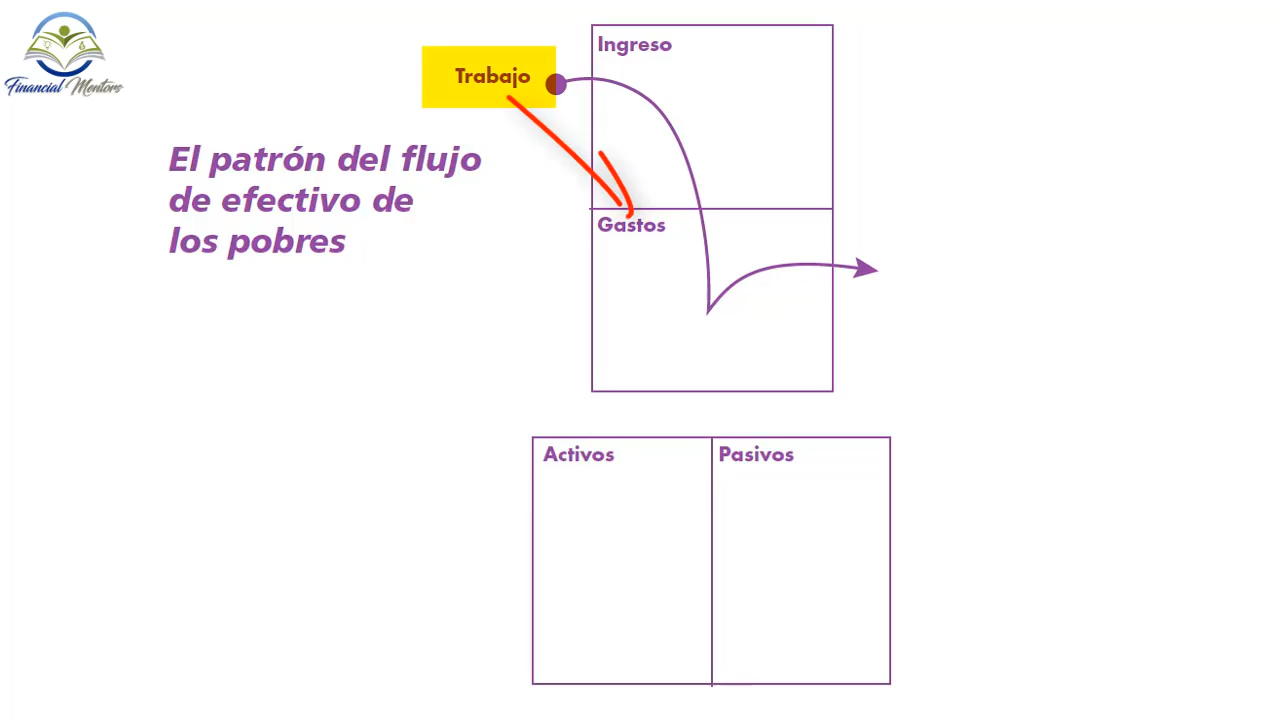 Financial Mentors
Trabajo
Ingreso
El patrón del flujo
de efectivo de
los pobres
Gastos
Activos
Pasivos